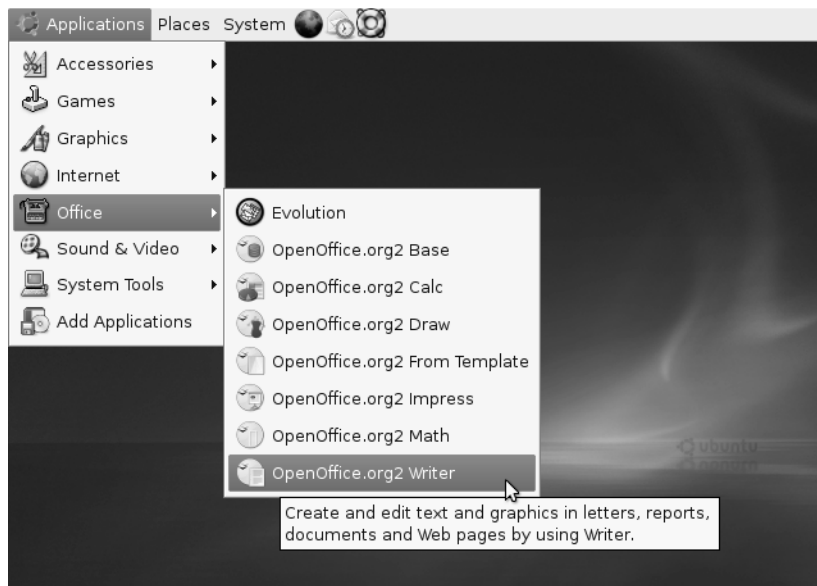 Applications Places System
Accessories
Games
Graphics
Internet
Office
Sound & Video
System Tools
Add Applications
Evolution
OpenOffice.org2 Base
OpenOffice.org2 Calc
OpenOffice.org2 Draw
OpenOffice.org2 From Template
OpenOffice.org2 Impress
OpenOffice.org2 Math
OpenOffice.org2 Writer
Create and edit text and graphics in letters, reports,
documents and Web pages by using Writer.
ubuntu